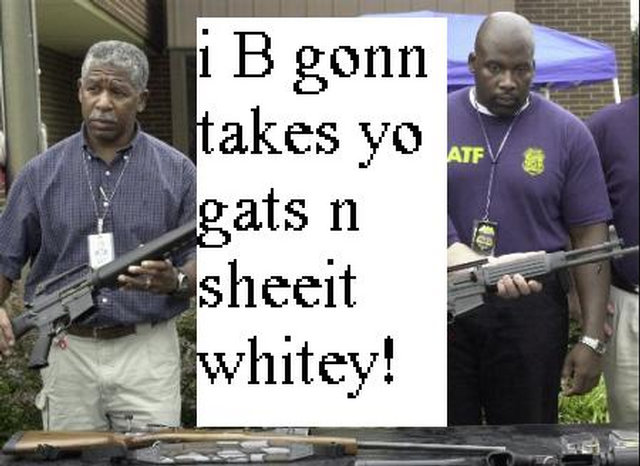 i B gonn
takes yo
gats n
sheeit
whitey!
ATF